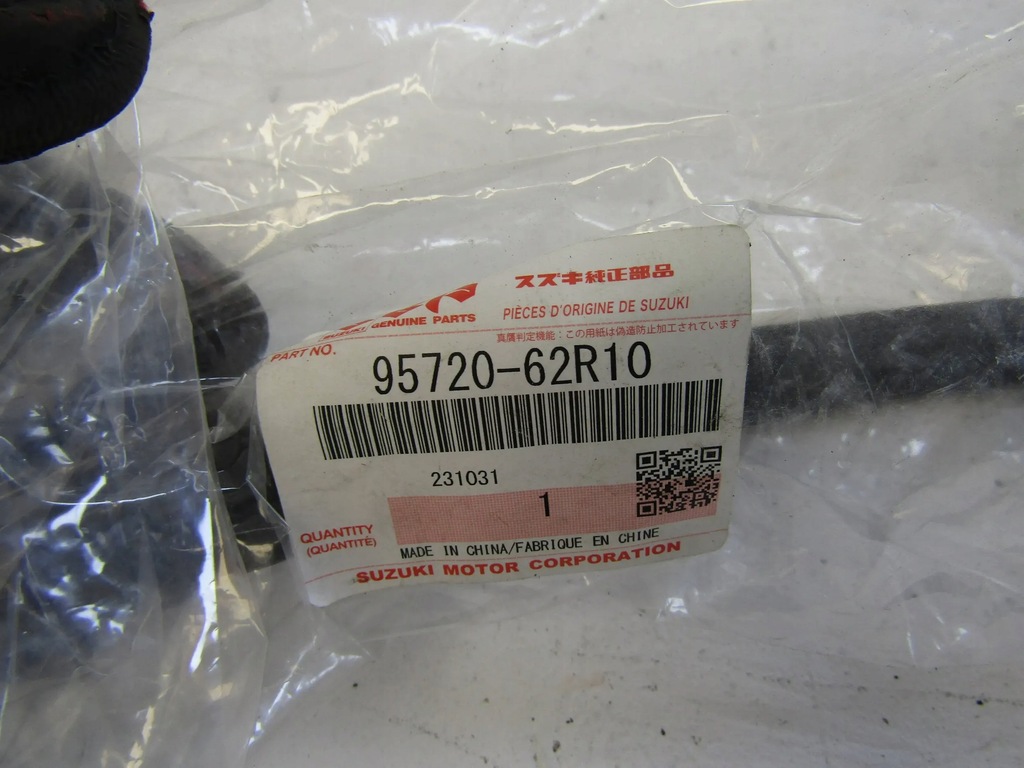 スズキ純正部品
SUZUKI GENUINE PARTS
PIÈCES D'ORIGINE DE SUZUKI
真贋判定機能:この用紙は偽造防止加工されています
PART NO.
95720-62R10
231031
1
QUANTITY
(QUANTITÉ)
MADE IN CHINA/FABRIQUE EN CHINE
SUZUKI MOTOR CORPORATION